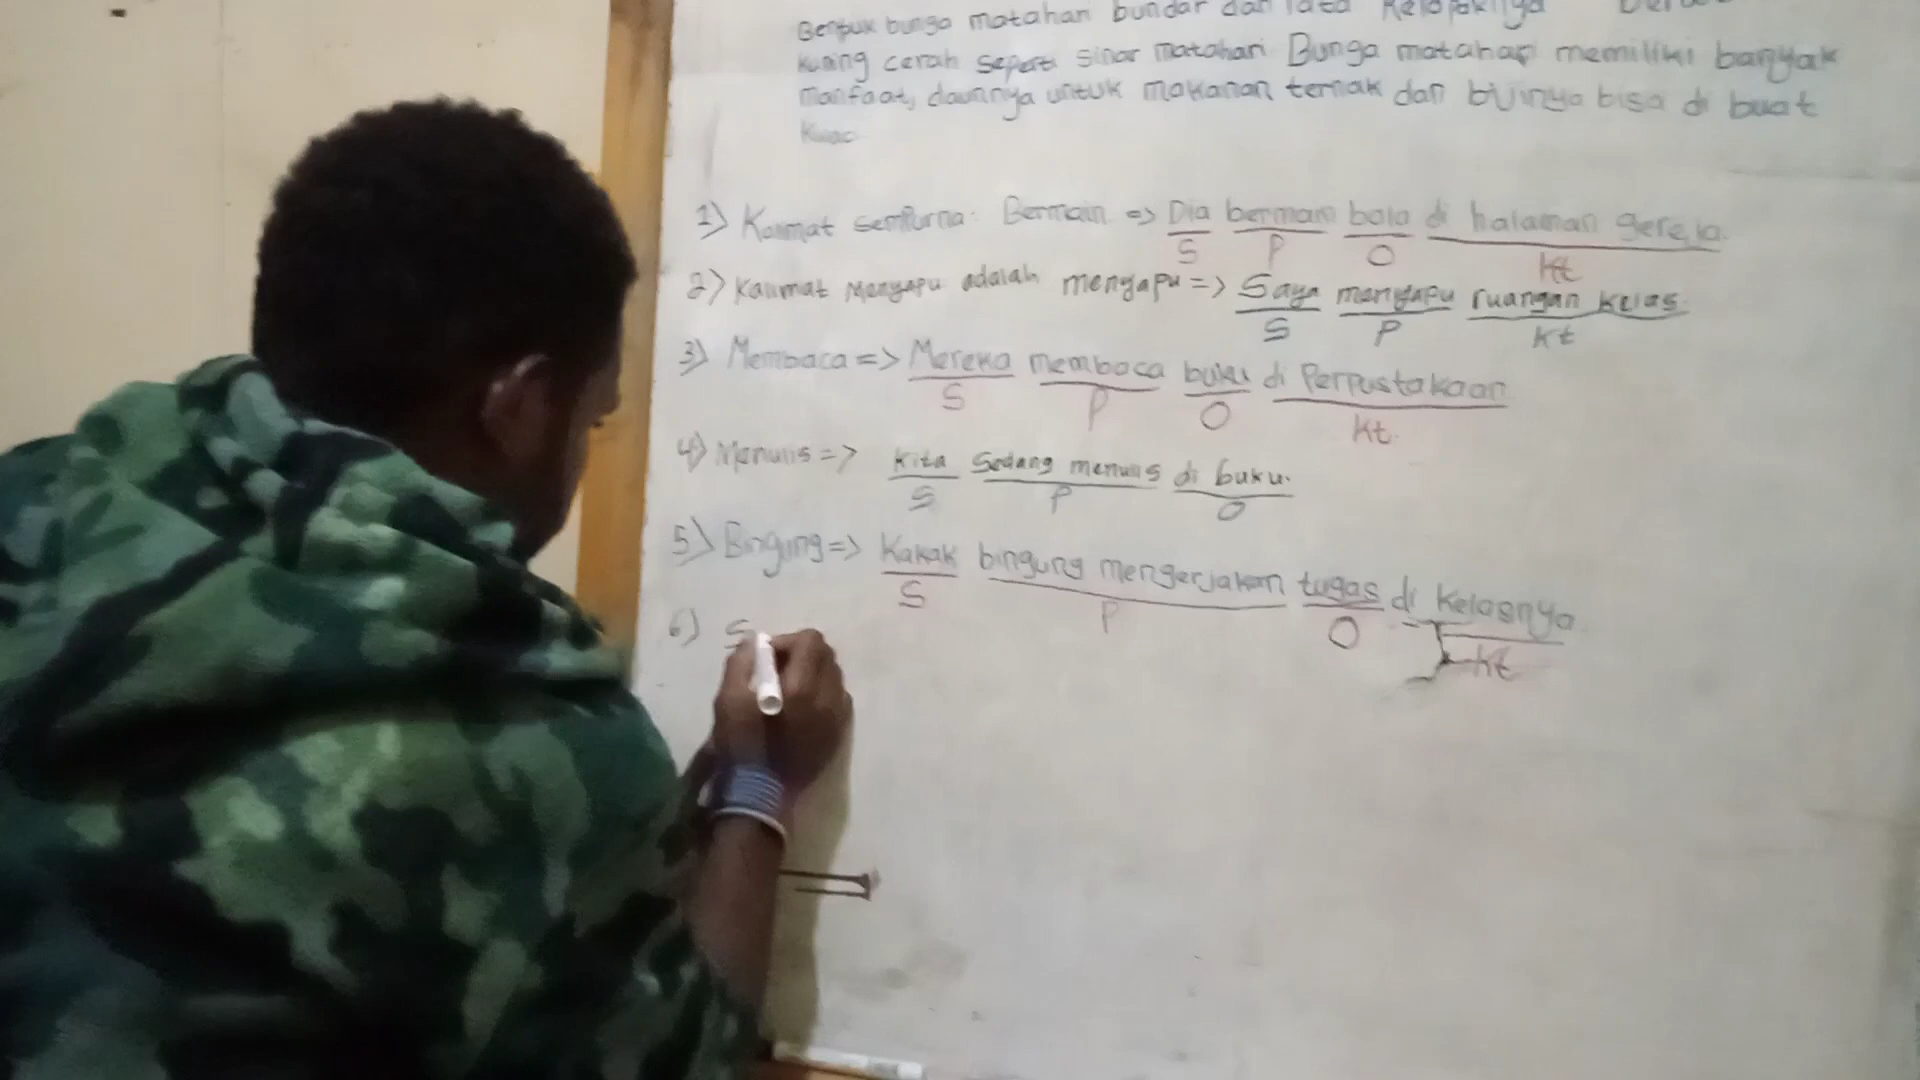 Bentuk bunga matahari bundar dan rata kelopaknya
kuning cerah seperti sinar matahari Bunga matahari memiliki banyak
manfaat, daunnya untuk makanan ternak dan bijinya bisa di buat
kuac
1) Kalimat semPurna: Bermain => Dia bermain bola di halaman gereja.
S P O kt
2) Kalimat Menyapu adalah menyapu => Saya menyapu ruangan kelas.
S P kt
3) Membaca => Mereka membaca buku di Perpustakaan
S P O kt.
4) Menulis => kita Sedang menulis di buku.
S P O
5) Bingung => Kakak bingung mengerjakan tugas di kelasnya
S P O kt
6) S